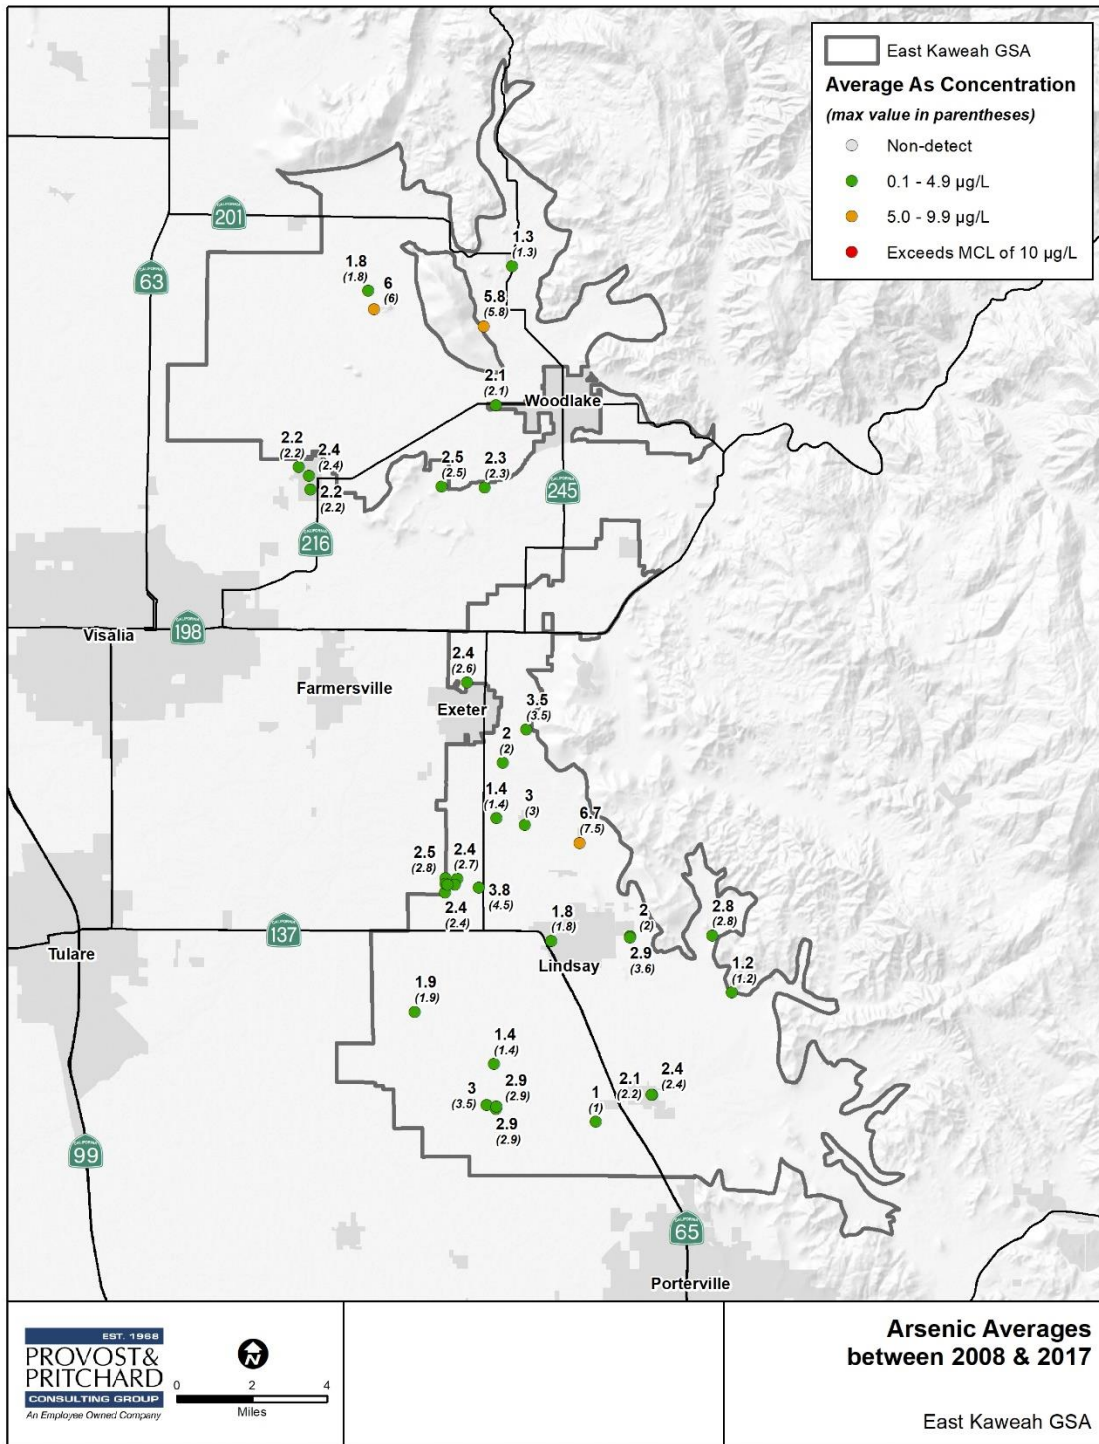 East Kaweah GSA
Average As Concentration
(max value in parentheses)
Non-detect
0.1 - 4.9 µg/L
5.0 - 9.9 µg/L
Exceeds MCL of 10 µg/L
CALIFORNIA
201
CALIFORNIA
63
1.3
(1.3)
1.8
(1.8)
6
(6)
5.8
(5.8)
2.1
(2.1)
Woodlake
2.2
(2.2)
2.4
(2.4)
2.2
(2.2)
2.5
(2.5)
2.3
(2.3)
CALIFORNIA
245
CALIFORNIA
216
Visalia
CALIFORNIA
198
Farmersville
2.4
(2.6)
Exeter
3.5
(3.5)
2
(2)
1.4
(1.4)
3
(3)
6.7
(7.5)
2.5
(2.8)
2.4
(2.7)
3.8
(4.5)
2.4
(2.4)
CALIFORNIA
137
Tulare
1.8
(1.8)
Lindsay
2
(2)
2.9
(3.6)
2.8
(2.8)
1.2
(1.2)
1.9
(1.9)
1.4
(1.4)
3
(3.5)
2.9
(2.9)
2.9
(2.9)
1
(1)
2.1
(2.2)
2.4
(2.4)
CALIFORNIA
99
CALIFORNIA
65
Porterville
EST. 1968
PROVOST&
PRITCHARD
CONSULTING GROUP
An Employee Owned Company
N
0 2 4
Miles
Arsenic Averages
between 2008 & 2017
East Kaweah GSA